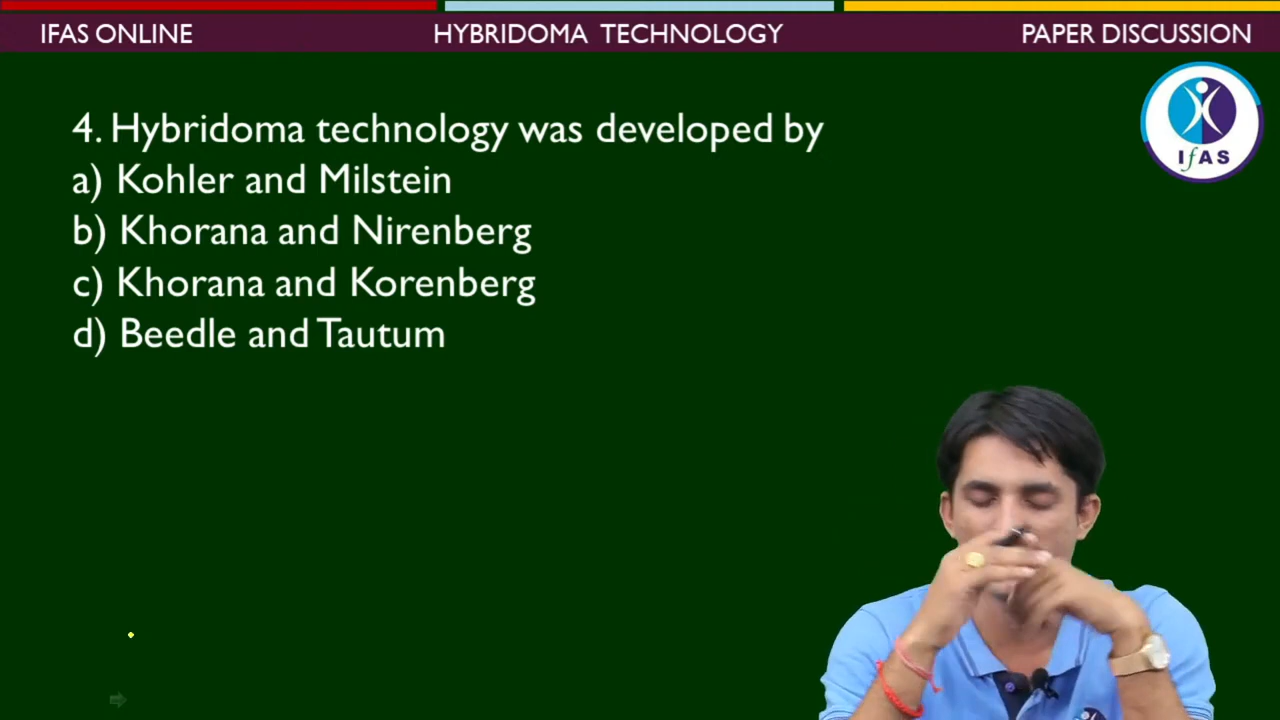 IFAS ONLINE
HYBRIDOMA TECHNOLOGY
PAPER DISCUSSION
IfAS
4. Hybridoma technology was developed by
a) Kohler and Milstein
b) Khorana and Nirenberg
c) Khorana and Korenberg
d) Beedle and Tautum